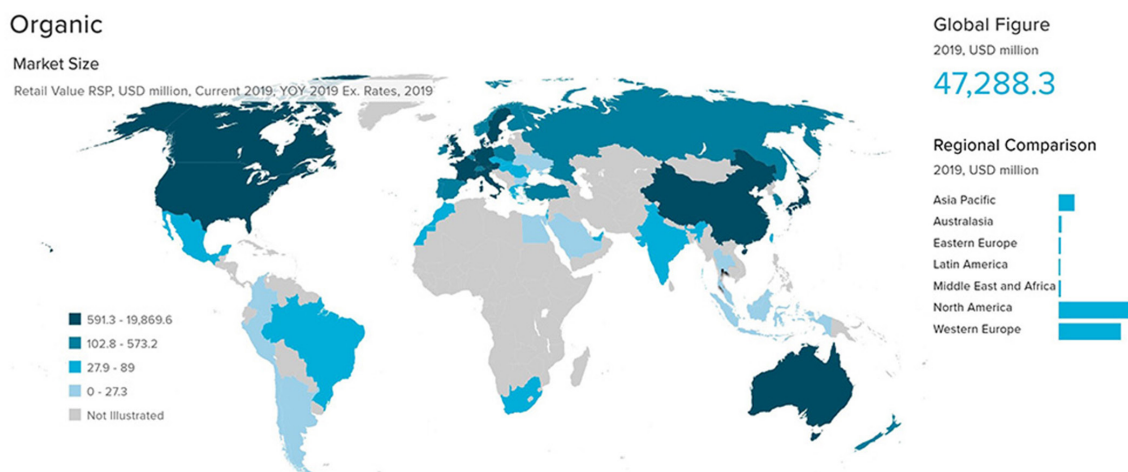 Organic
Market Size
Retail Value RSP, USD million, Current 2019, YOY 2019 Ex. Rates, 2019
591.3 - 19,869.6
102.8 - 573.2
27.9 - 89
0 - 27.3
Not Illustrated
Global Figure
2019, USD million
47,288.3
Regional Comparison
2019, USD million
Asia Pacific
Australasia
Eastern Europe
Latin America
Middle East and Africa
North America
Western Europe